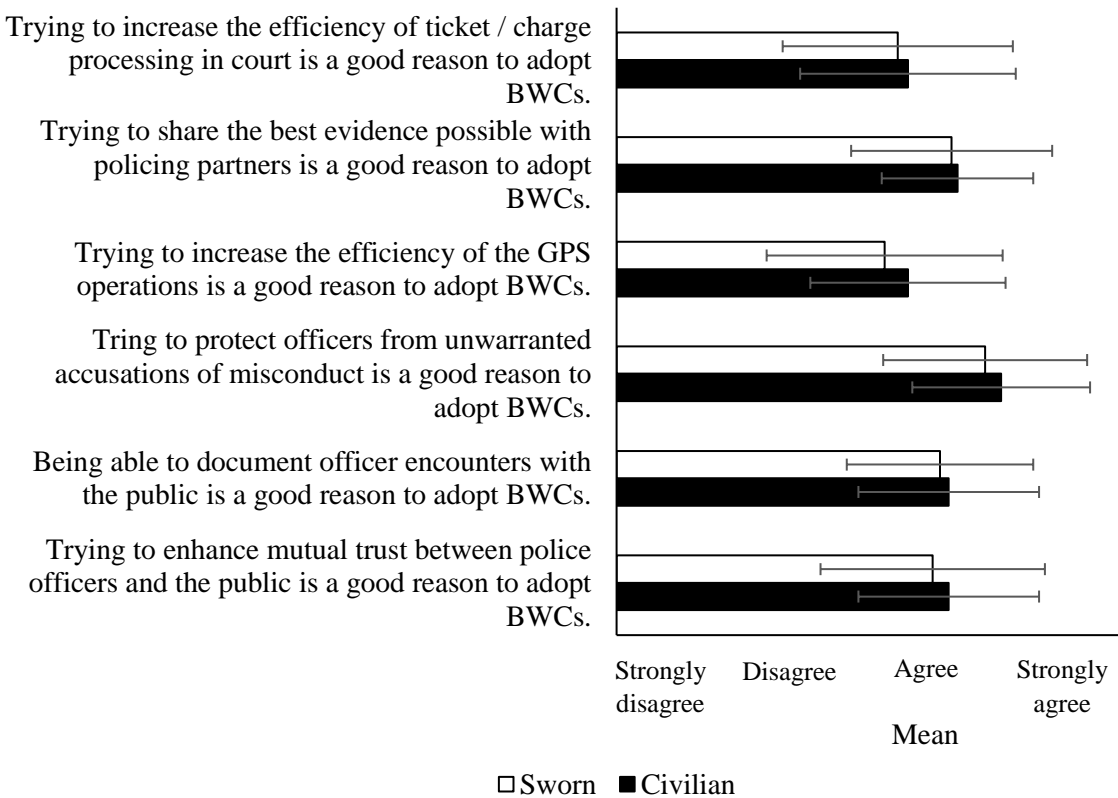 Trying to increase the efficiency of ticket / charge
processing in court is a good reason to adopt
BWCs.
Trying to share the best evidence possible with
policing partners is a good reason to adopt
BWCs.
Trying to increase the efficiency of the GPS
operations is a good reason to adopt BWCs.
Tring to protect officers from unwarranted
accusations of misconduct is a good reason to
adopt BWCs.
Being able to document officer encounters with
the public is a good reason to adopt BWCs.
Trying to enhance mutual trust between police
officers and the public is a good reason to adopt
BWCs.
Strongly disagree
Disagree
Agree
Strongly agree
Mean
Sworn Civilian